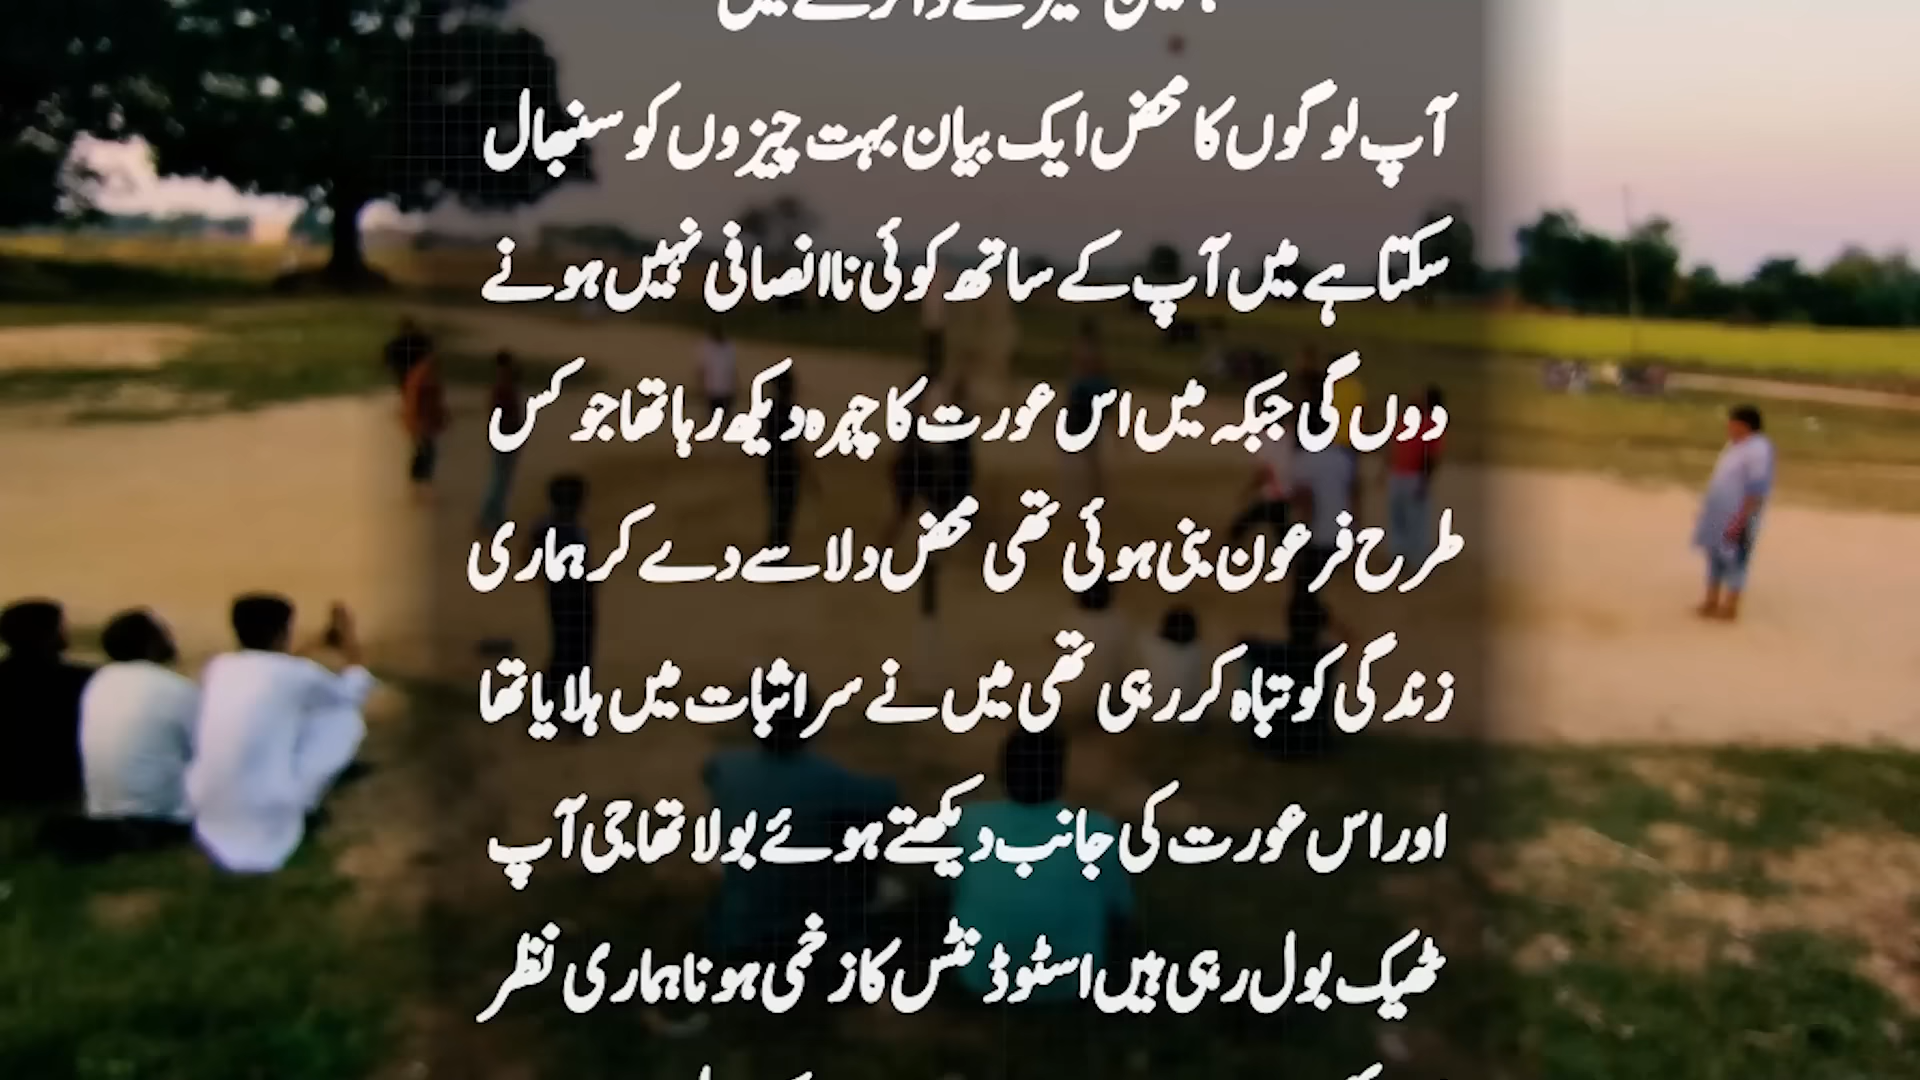 آپ لوگوں کا محض ایک بیان بہت چیزوں کو سنبھال
سکتا ہے میں آپ کے ساتھ کوئی ناانصافی نہیں ہونے
دوں گی جبکہ میں اس عورت کا چہرہ دیکھ رہا تھا جو کس
طرح فرعون بنی ہوئی تھی محض دلاسے دے کر ہماری
زندگی کو تباہ کر رہی تھی میں نے سر اثبات میں ہلایا تھا
اور اس عورت کی جانب دیکھتے ہوئے بولا تھا جی آپ
ٹھیک بول رہی ہیں اسٹوڈنٹس کا زخمی ہونا ہماری نظر